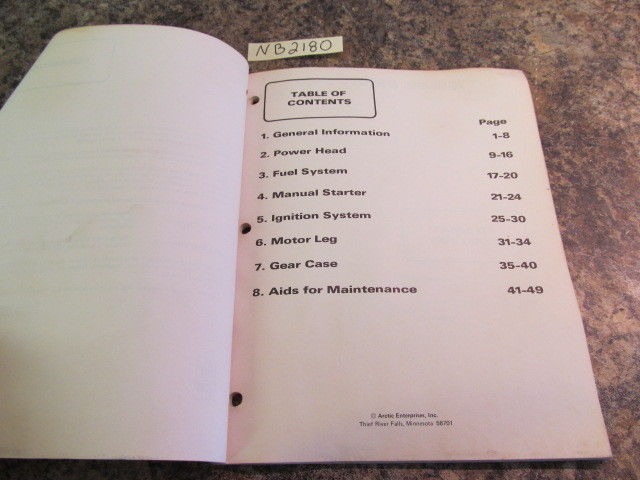 NB2180
TABLE OF
CONTENTS
Page
1. General Information 1-8
2. Power Head 9-16
3. Fuel System 17-20
4. Manual Starter 21-24
5. Ignition System 25-30
6. Motor Leg 31-34
7. Gear Case 35-40
8. Aids for Maintenance 41-49
© Arctic Enterprises, Inc.
Thief River Falls, Minnesota 56701